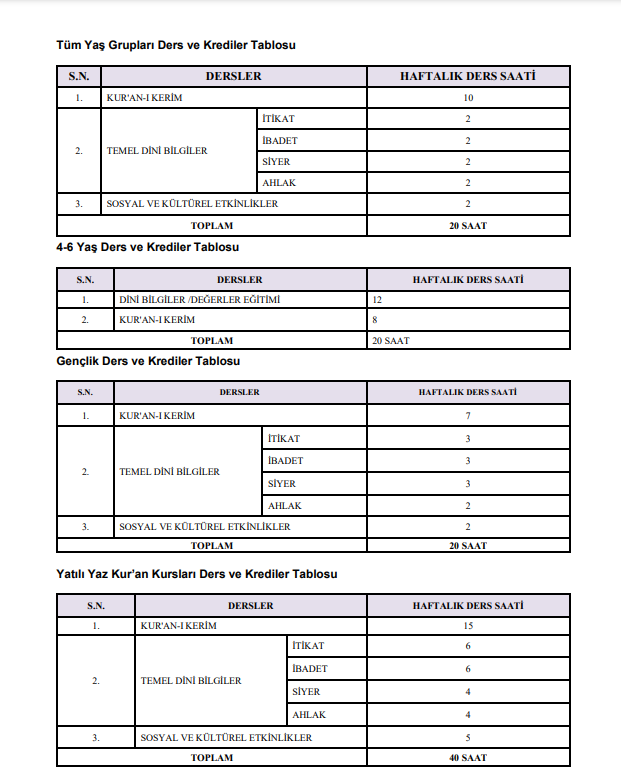 Tüm Yaş Grupları Ders ve Krediler Tablosu
S.N. DERSLER HAFTALIK DERS SAATİ
1. KUR'AN-I KERİM 10
2. TEMEL DİNİ BİLGİLER
İTİKAT 2
İBADET 2
SİYER 2
AHLAK 2
3. SOSYAL VE KÜLTÜREL ETKİNLİKLER 2
TOPLAM 20 SAAT
4-6 Yaş Ders ve Krediler Tablosu
S.N. DERSLER HAFTALIK DERS SAATİ
1. DİNİ BİLGİLER /DEĞERLER EĞİTİMİ 12
2. KUR'AN-I KERİM 8
TOPLAM 20 SAAT
Gençlik Ders ve Krediler Tablosu
S.N. DERSLER HAFTALIK DERS SAATİ
1. KUR'AN-I KERİM 7
2. TEMEL DİNİ BİLGİLER
İTİKAT 3
İBADET 3
SİYER 3
AHLAK 2
3. SOSYAL VE KÜLTÜREL ETKİNLİKLER 2
TOPLAM 20 SAAT
Yatılı Yaz Kur’an Kursları Ders ve Krediler Tablosu
S.N. DERSLER HAFTALIK DERS SAATİ
1. KUR'AN-I KERİM 15
2. TEMEL DİNİ BİLGİLER
İTİKAT 6
İBADET 6
SİYER 4
AHLAK 4
3. SOSYAL VE KÜLTÜREL ETKİNLİKLER 5
TOPLAM 40 SAAT